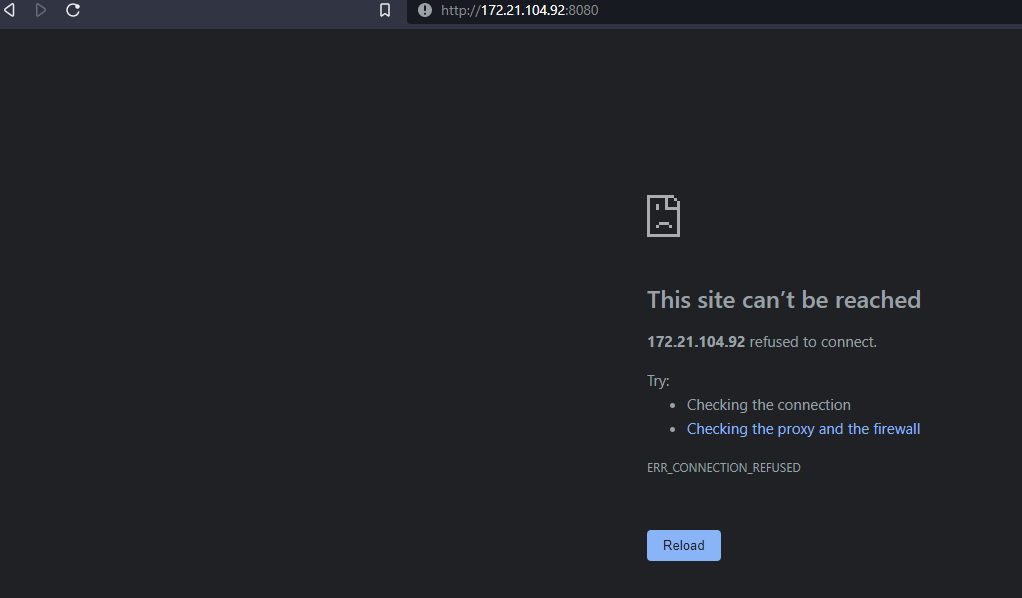 http://172.21.104.92:8080
This site can’t be reached
172.21.104.92 refused to connect.
Try:
• Checking the connection
• Checking the proxy and the firewall
ERR_CONNECTION_REFUSED
Reload